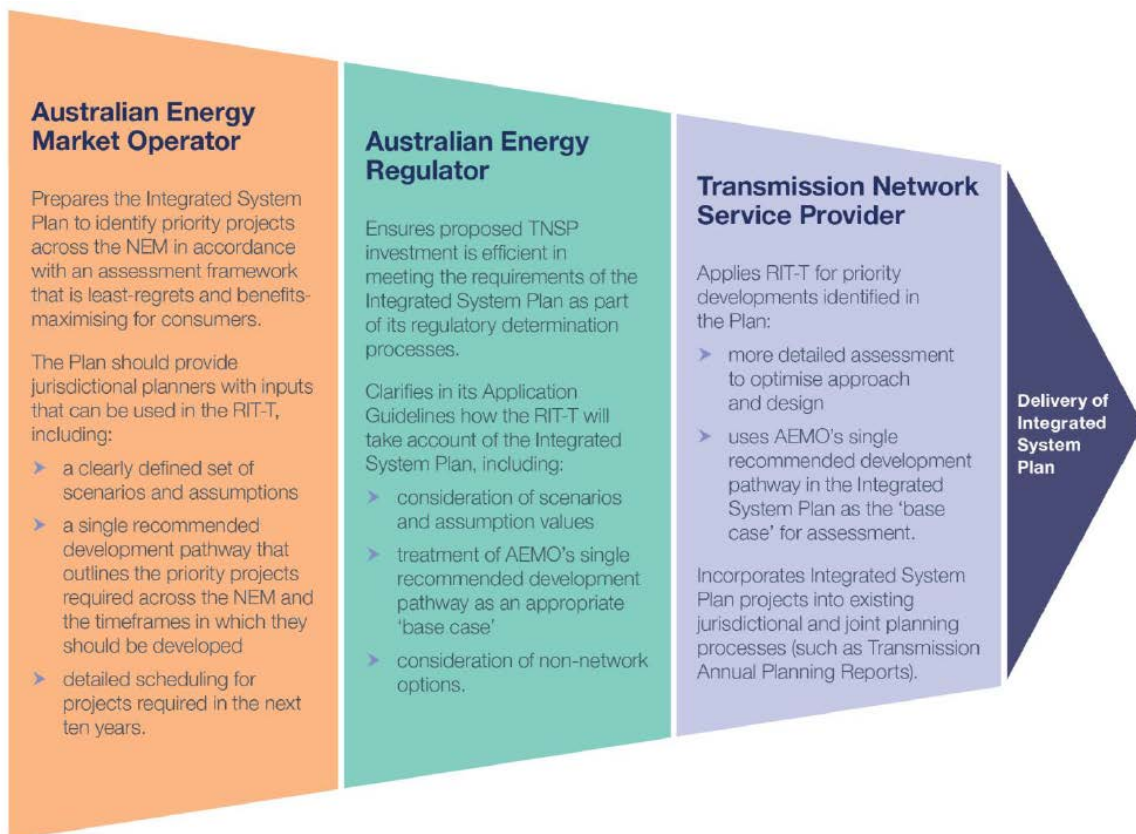 Australian Energy
Market Operator
Prepares the Integrated System
Plan to identify priority projects
across the NEM in accordance
with an assessment framework
that is least-regrets and benefits-
maximising for consumers.
The Plan should provide
jurisdictional planners with inputs
that can be used in the RIT-T,
including:
➤ a clearly defined set of
scenarios and assumptions
➤ a single recommended
development pathway that
outlines the priority projects
required across the NEM and
the timeframes in which they
should be developed
➤ detailed scheduling for
projects required in the next
ten years.
Australian Energy
Regulator
Ensures proposed TNSP
investment is efficient in
meeting the requirements of the
Integrated System Plan as part
of its regulatory determination
processes.
Clarifies in its Application
Guidelines how the RIT-T will
take account of the Integrated
System Plan, including:
➤ consideration of scenarios
and assumption values
➤ treatment of AEMO's single
recommended development
pathway as an appropriate
'base case'
➤ consideration of non-network
options.
Transmission Network
Service Provider
Applies RIT-T for priority
developments identified in
the Plan:
➤ more detailed assessment
to optimise approach
and design
➤ uses AEMO's single
recommended development
pathway in the Integrated
System Plan as the 'base
case' for assessment.
Incorporates Integrated System
Plan projects into existing
jurisdictional and joint planning
processes (such as Transmission
Annual Planning Reports).
Delivery of
Integrated
System
Plan